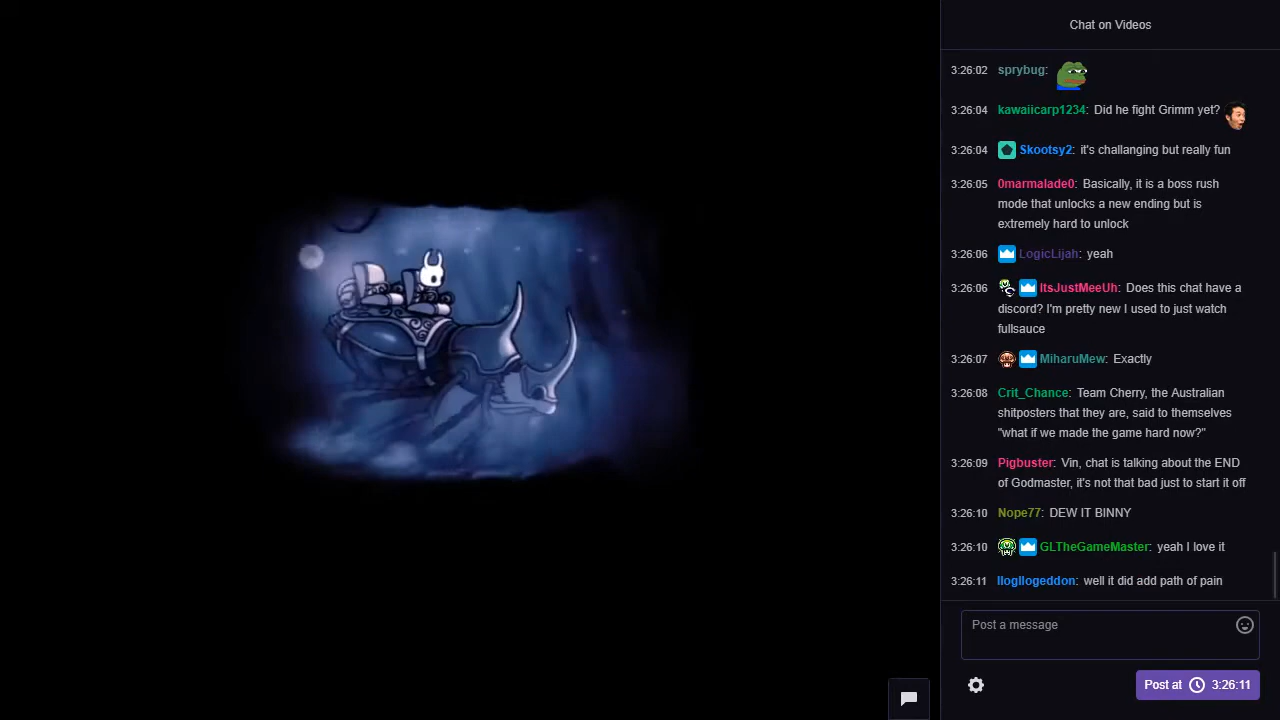 Chat on Videos
3:26:02 sprybug:
3:26:04 kawaiicarp1234: Did he fight Grimm yet?
3:26:04 Skootsy2: it's challanging but really fun
3:26:05 0marmalade0: Basically, it is a boss rush
mode that unlocks a new ending but is
extremely hard to unlock
3:26:06 LogicLijah: yeah
3:26:06 ItsJustMeeUh: Does this chat have a
discord? I'm pretty new I used to just watch
fullsauce
3:26:07 MiharuMew: Exactly
3:26:08 Crit_Chance: Team Cherry, the Australian
shitposters that they are, said to themselves
"what if we made the game hard now?"
3:26:09 Pigbuster: Vin, chat is talking about the END
of Godmaster, it's not that bad just to start it off
3:26:10 Nope77: DEW IT BINNY
3:26:10 GLTheGameMaster: yeah I love it
3:26:11 llogllogeddon: well it did add path of pain
Post a message
Post at 3:26:11